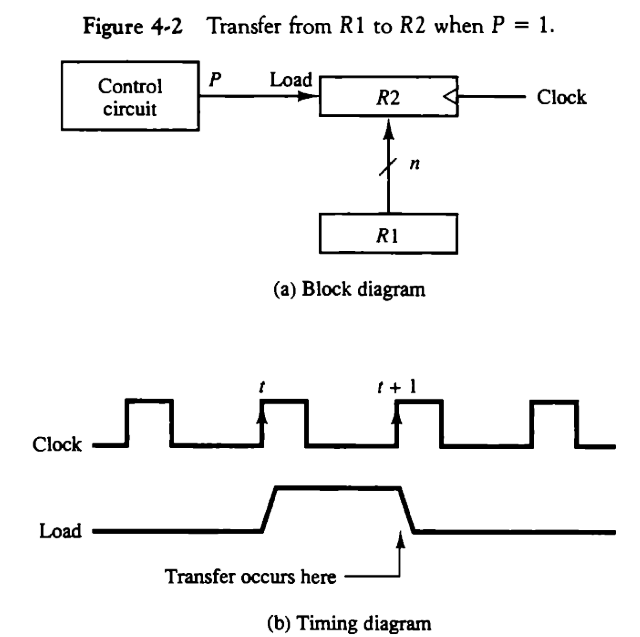 Figure 4-2 Transfer from R1 to R2 when P = 1.
Control
circuit
P
Load
R2
Clock
n
R1
(a) Block diagram
t
t + 1
Clock
Load
Transfer occurs here
(b) Timing diagram